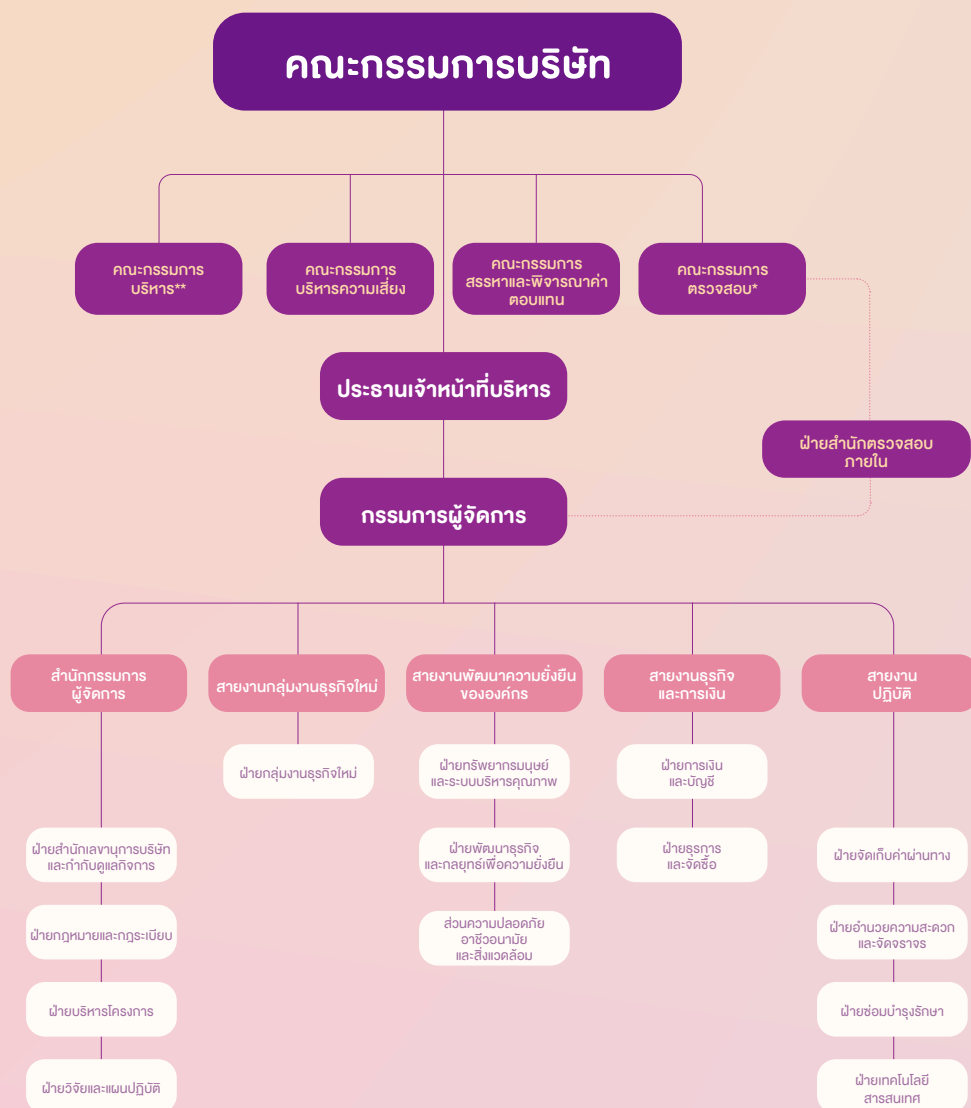 คณะกรรมการบริษัท
คณะกรรมการ
บริหาร**
คณะกรรมการ
บริหารความเสี่ยง
คณะกรรมการ
สรรหาและพิจารณาค่า
ตอบแทน
คณะกรรมการ
ตรวจสอบ*
ประธานเจ้าหน้าที่บริหาร
ฝ่ายสำนักตรวจสอบ
ภายใน
กรรมการผู้จัดการ
สำนักกรรมการ
ผู้จัดการ
สายงานกลุ่มงานธุรกิจใหม่
สายงานพัฒนาความยั่งยืน
ขององค์กร
สายงานธุรกิจ
และการเงิน
สายงาน
ปฏิบัติ
ฝ่ายสำนักเลขานุการบริษัท
และกำกับดูแลกิจการ
ฝ่ายกฎหมายและกฎระเบียบ
ฝ่ายบริหารโครงการ
ฝ่ายวิจัยและแผนปฏิบัติ
ฝ่ายกลุ่มงานธุรกิจใหม่
ฝ่ายทรัพยากรมนุษย์
และระบบบริหารคุณภาพ
ฝ่ายพัฒนาธุรกิจ
และกลยุทธ์เพื่อความยั่งยืน
ส่วนความปลอดภัย
อาชีวอนามัย
และสิ่งแวดล้อม
ฝ่ายการเงิน
และบัญชี
ฝ่ายธุรการ
และจัดซื้อ
ฝ่ายจัดเก็บค่าผ่านทาง
ฝ่ายอำนวยความสะดวก
และจัดจราจร
ฝ่ายซ่อมบำรุงรักษา
ฝ่ายเทคโนโลยี
สารสนเทศ